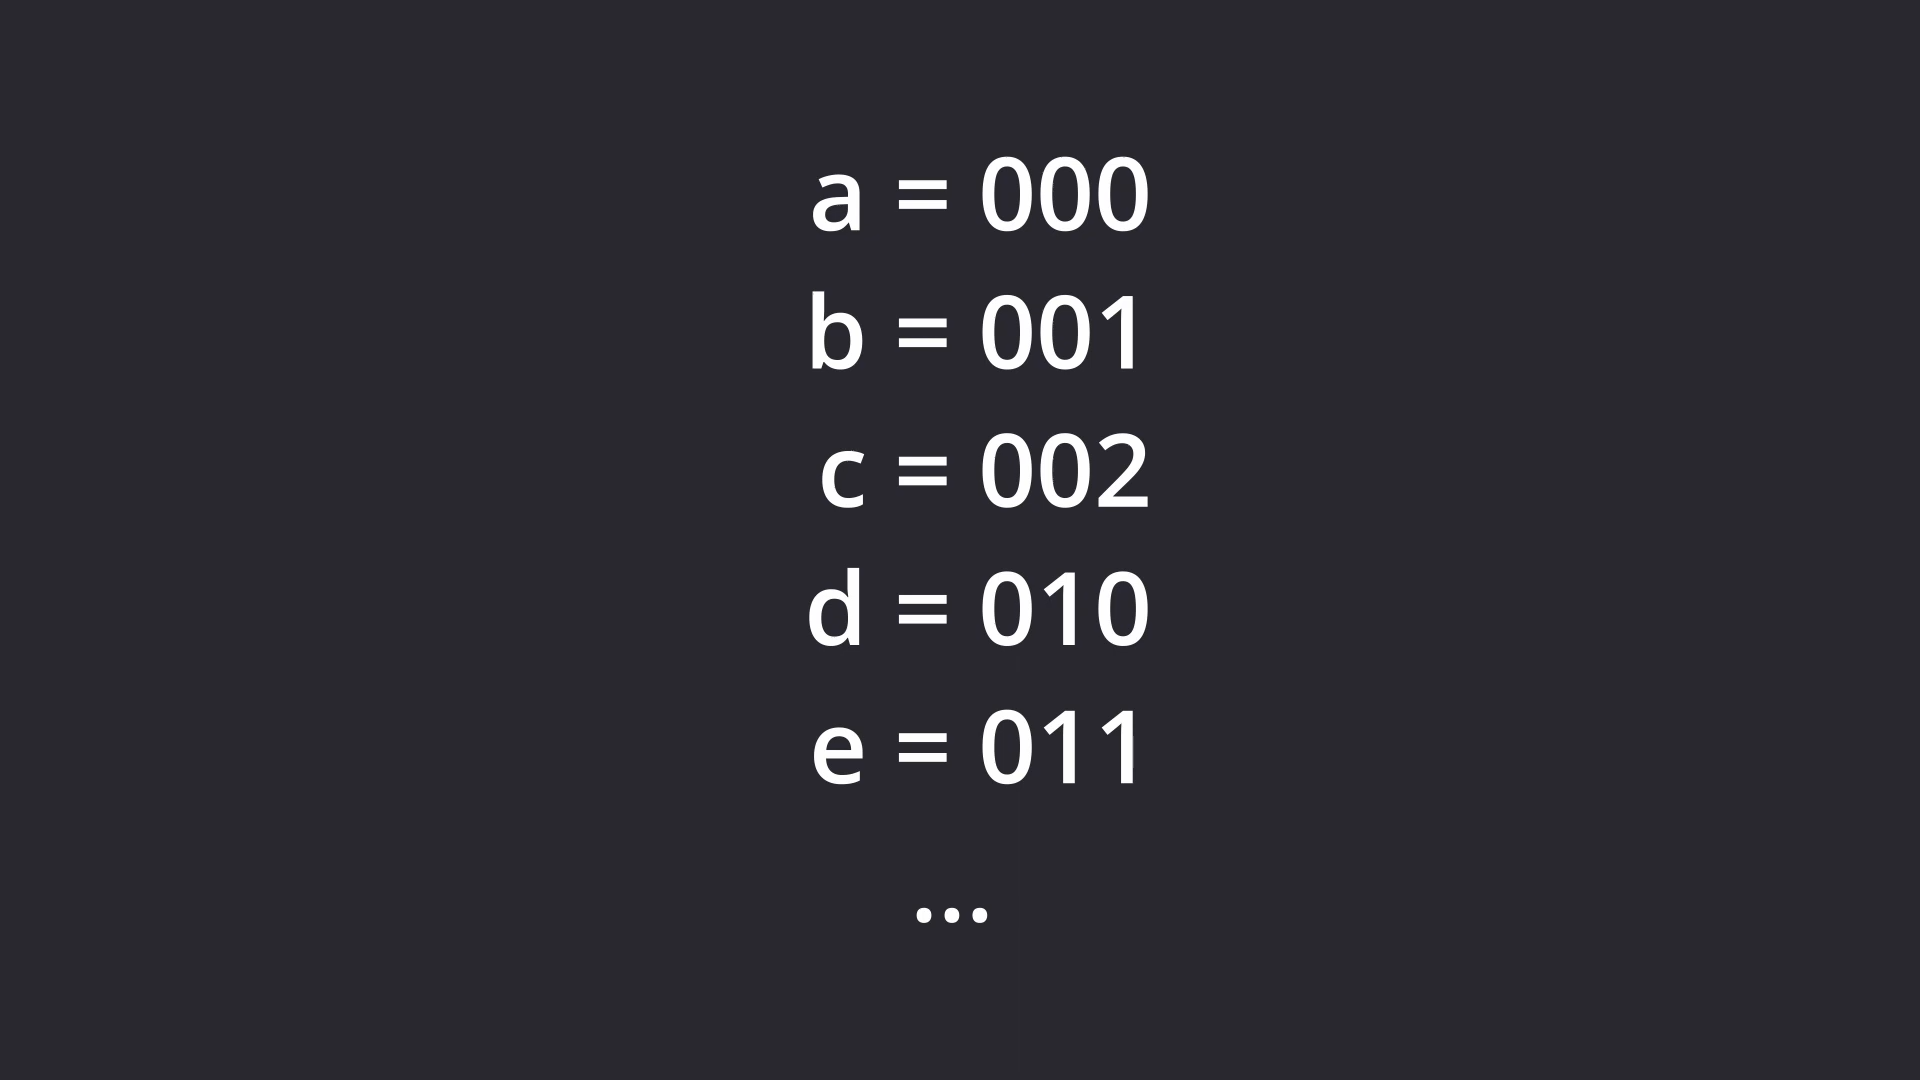 a = 000
b = 001
c = 002
d = 010
e = 011
...